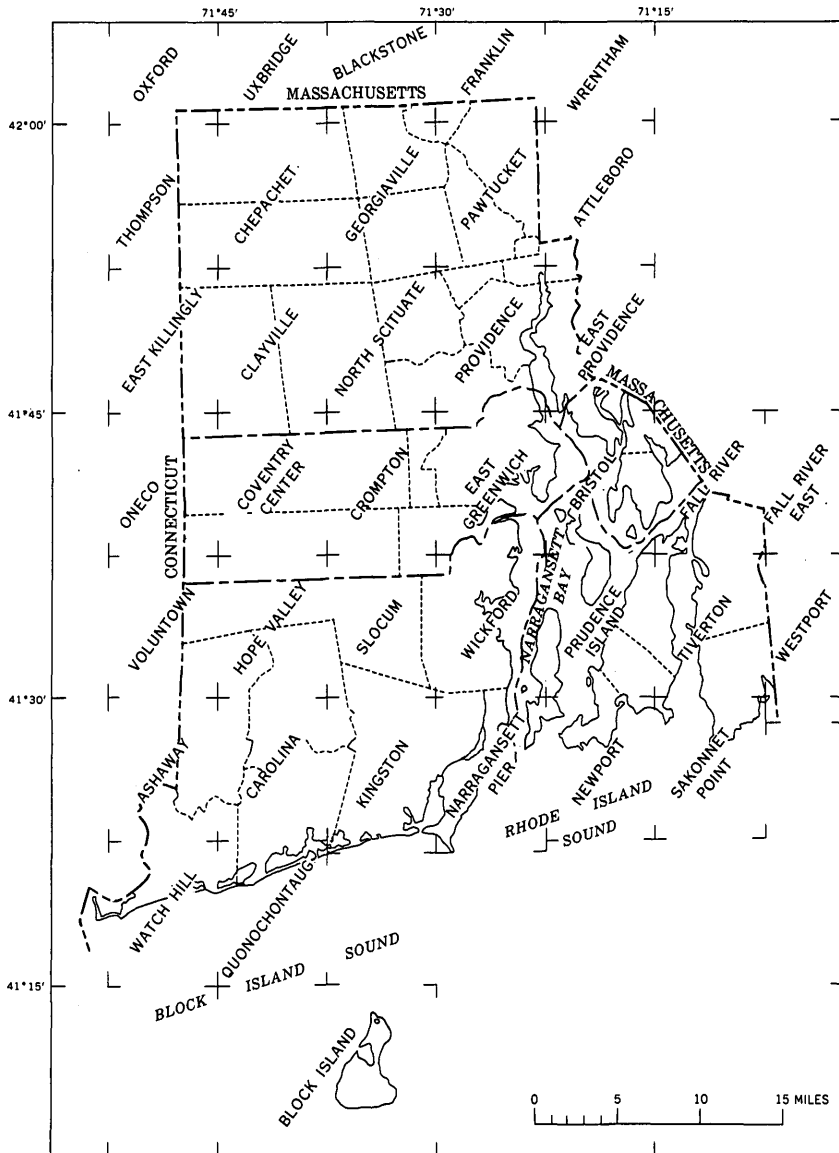 71°45' 71°30' 71°15'
OXFORD
UXBRIDGE
BLACKSTONE
FRANKLIN
WRENTHAM
MASSACHUSETTS
42°00'
THOMPSON
CHEPACHET
GEORGIAVILLE
PAWTUCKET
ATTLEBORO
EAST KILLINGLY
CLAYVILLE
NORTH SCITUATE
PROVIDENCE
EAST
PROVIDENCE
MASSACHUSETTS
41°45'
CONNECTICUT
ONECO
COVENTRY
CENTER
CROMPTON
EAST
GREENWICH
BRISTOL
FALL RIVER
FALL RIVER
EAST
VOLUNTOWN
HOPE VALLEY
SLOCUM
WICKFORD
NARRAGANSETT
BAY
PRUDENCE
ISLAND
TIVERTON
WESTPORT
41°30'
ASHAWAY
CAROLINA
KINGSTON
NARRAGANSETT
PIER
NEWPORT
SAKONNET
POINT
RHODE ISLAND
SOUND
WATCH HILL
QUONOCHONTAUG
BLOCK ISLAND SOUND
41°15'
BLOCK ISLAND
0 5 10 15 MILES